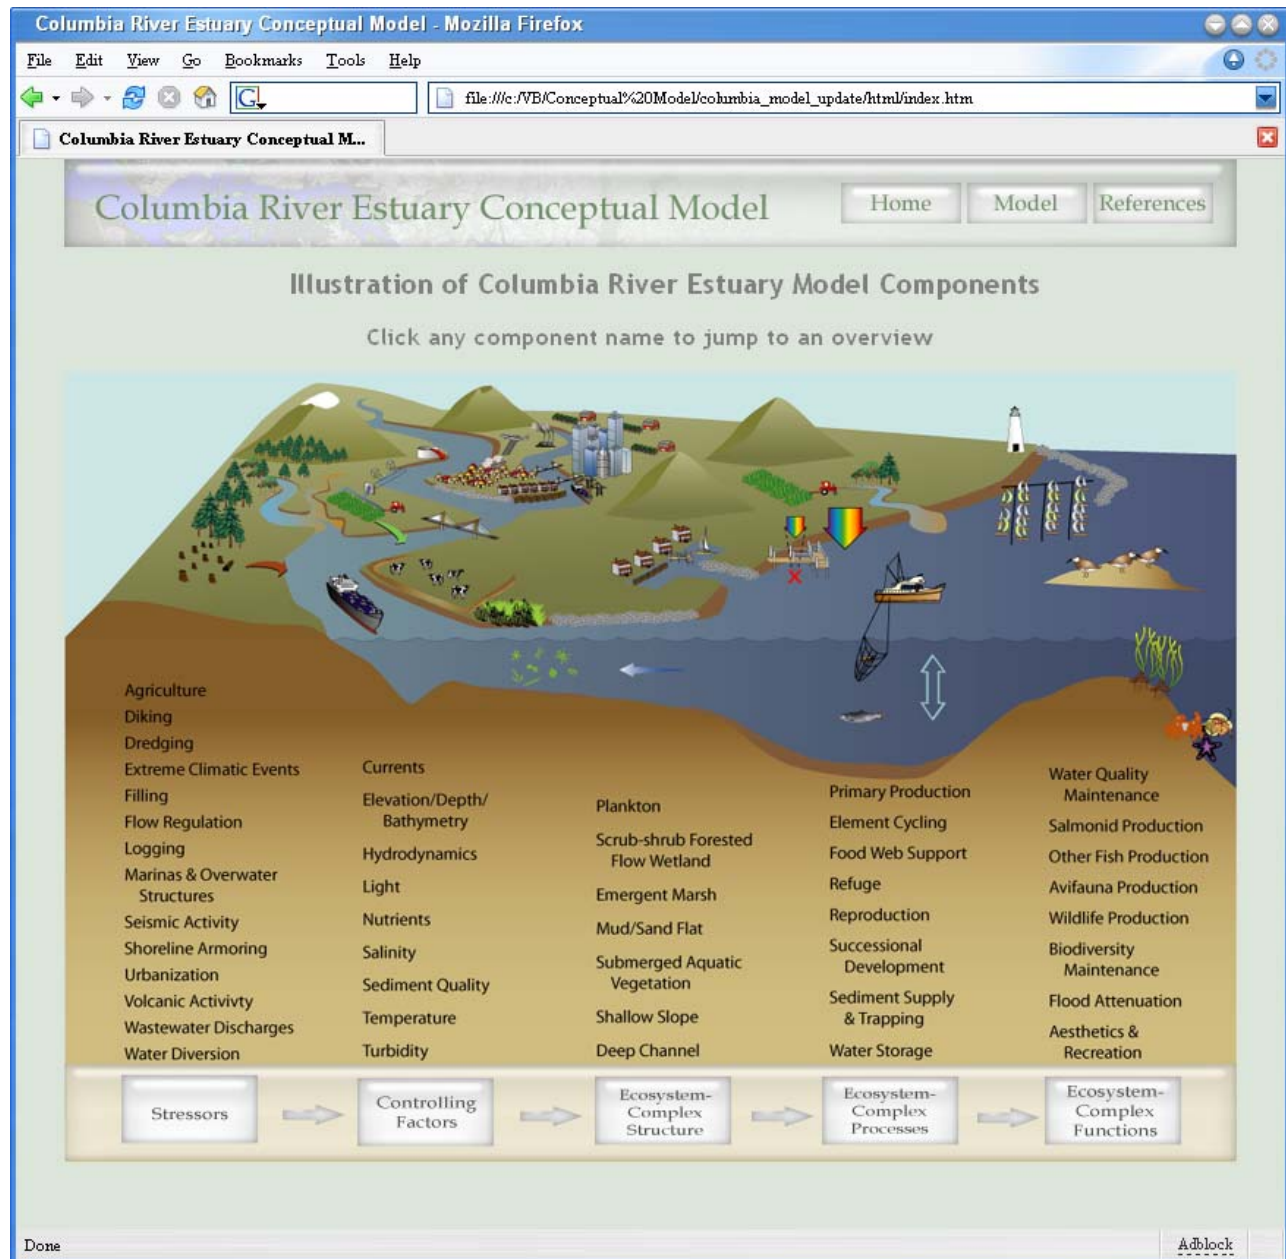 Columbia River Estuary Conceptual Model - Mozilla Firefox
File Edit View Go Bookmarks Tools Help
G
file:///c:/VB/Conceptual%20Model/columbia_model_update/html/index.htm
Columbia River Estuary Conceptual M...
Columbia River Estuary Conceptual Model
Home Model References
Illustration of Columbia River Estuary Model Components
Click any component name to jump to an overview
Agriculture
Diking
Dredging
Extreme Climatic Events
Filling
Flow Regulation
Logging
Marinas & Overwater
Structures
Seismic Activity
Shoreline Armoring
Urbanization
Volcanic Activivty
Wastewater Discharges
Water Diversion
Currents
Elevation/Depth/
Bathymetry
Hydrodynamics
Light
Nutrients
Salinity
Sediment Quality
Temperature
Turbidity
Plankton
Scrub-shrub Forested
Flow Wetland
Emergent Marsh
Mud/Sand Flat
Submerged Aquatic
Vegetation
Shallow Slope
Deep Channel
Primary Production
Element Cycling
Food Web Support
Refuge
Reproduction
Successional
Development
Sediment Supply
& Trapping
Water Storage
Water Quality
Maintenance
Salmonid Production
Other Fish Production
Avifauna Production
Wildlife Production
Biodiversity
Maintenance
Flood Attenuation
Aesthetics &
Recreation
Stressors
Controlling
Factors
Ecosystem-
Complex
Structure
Ecosystem-
Complex
Processes
Ecosystem-
Complex
Functions
Done
Adblock